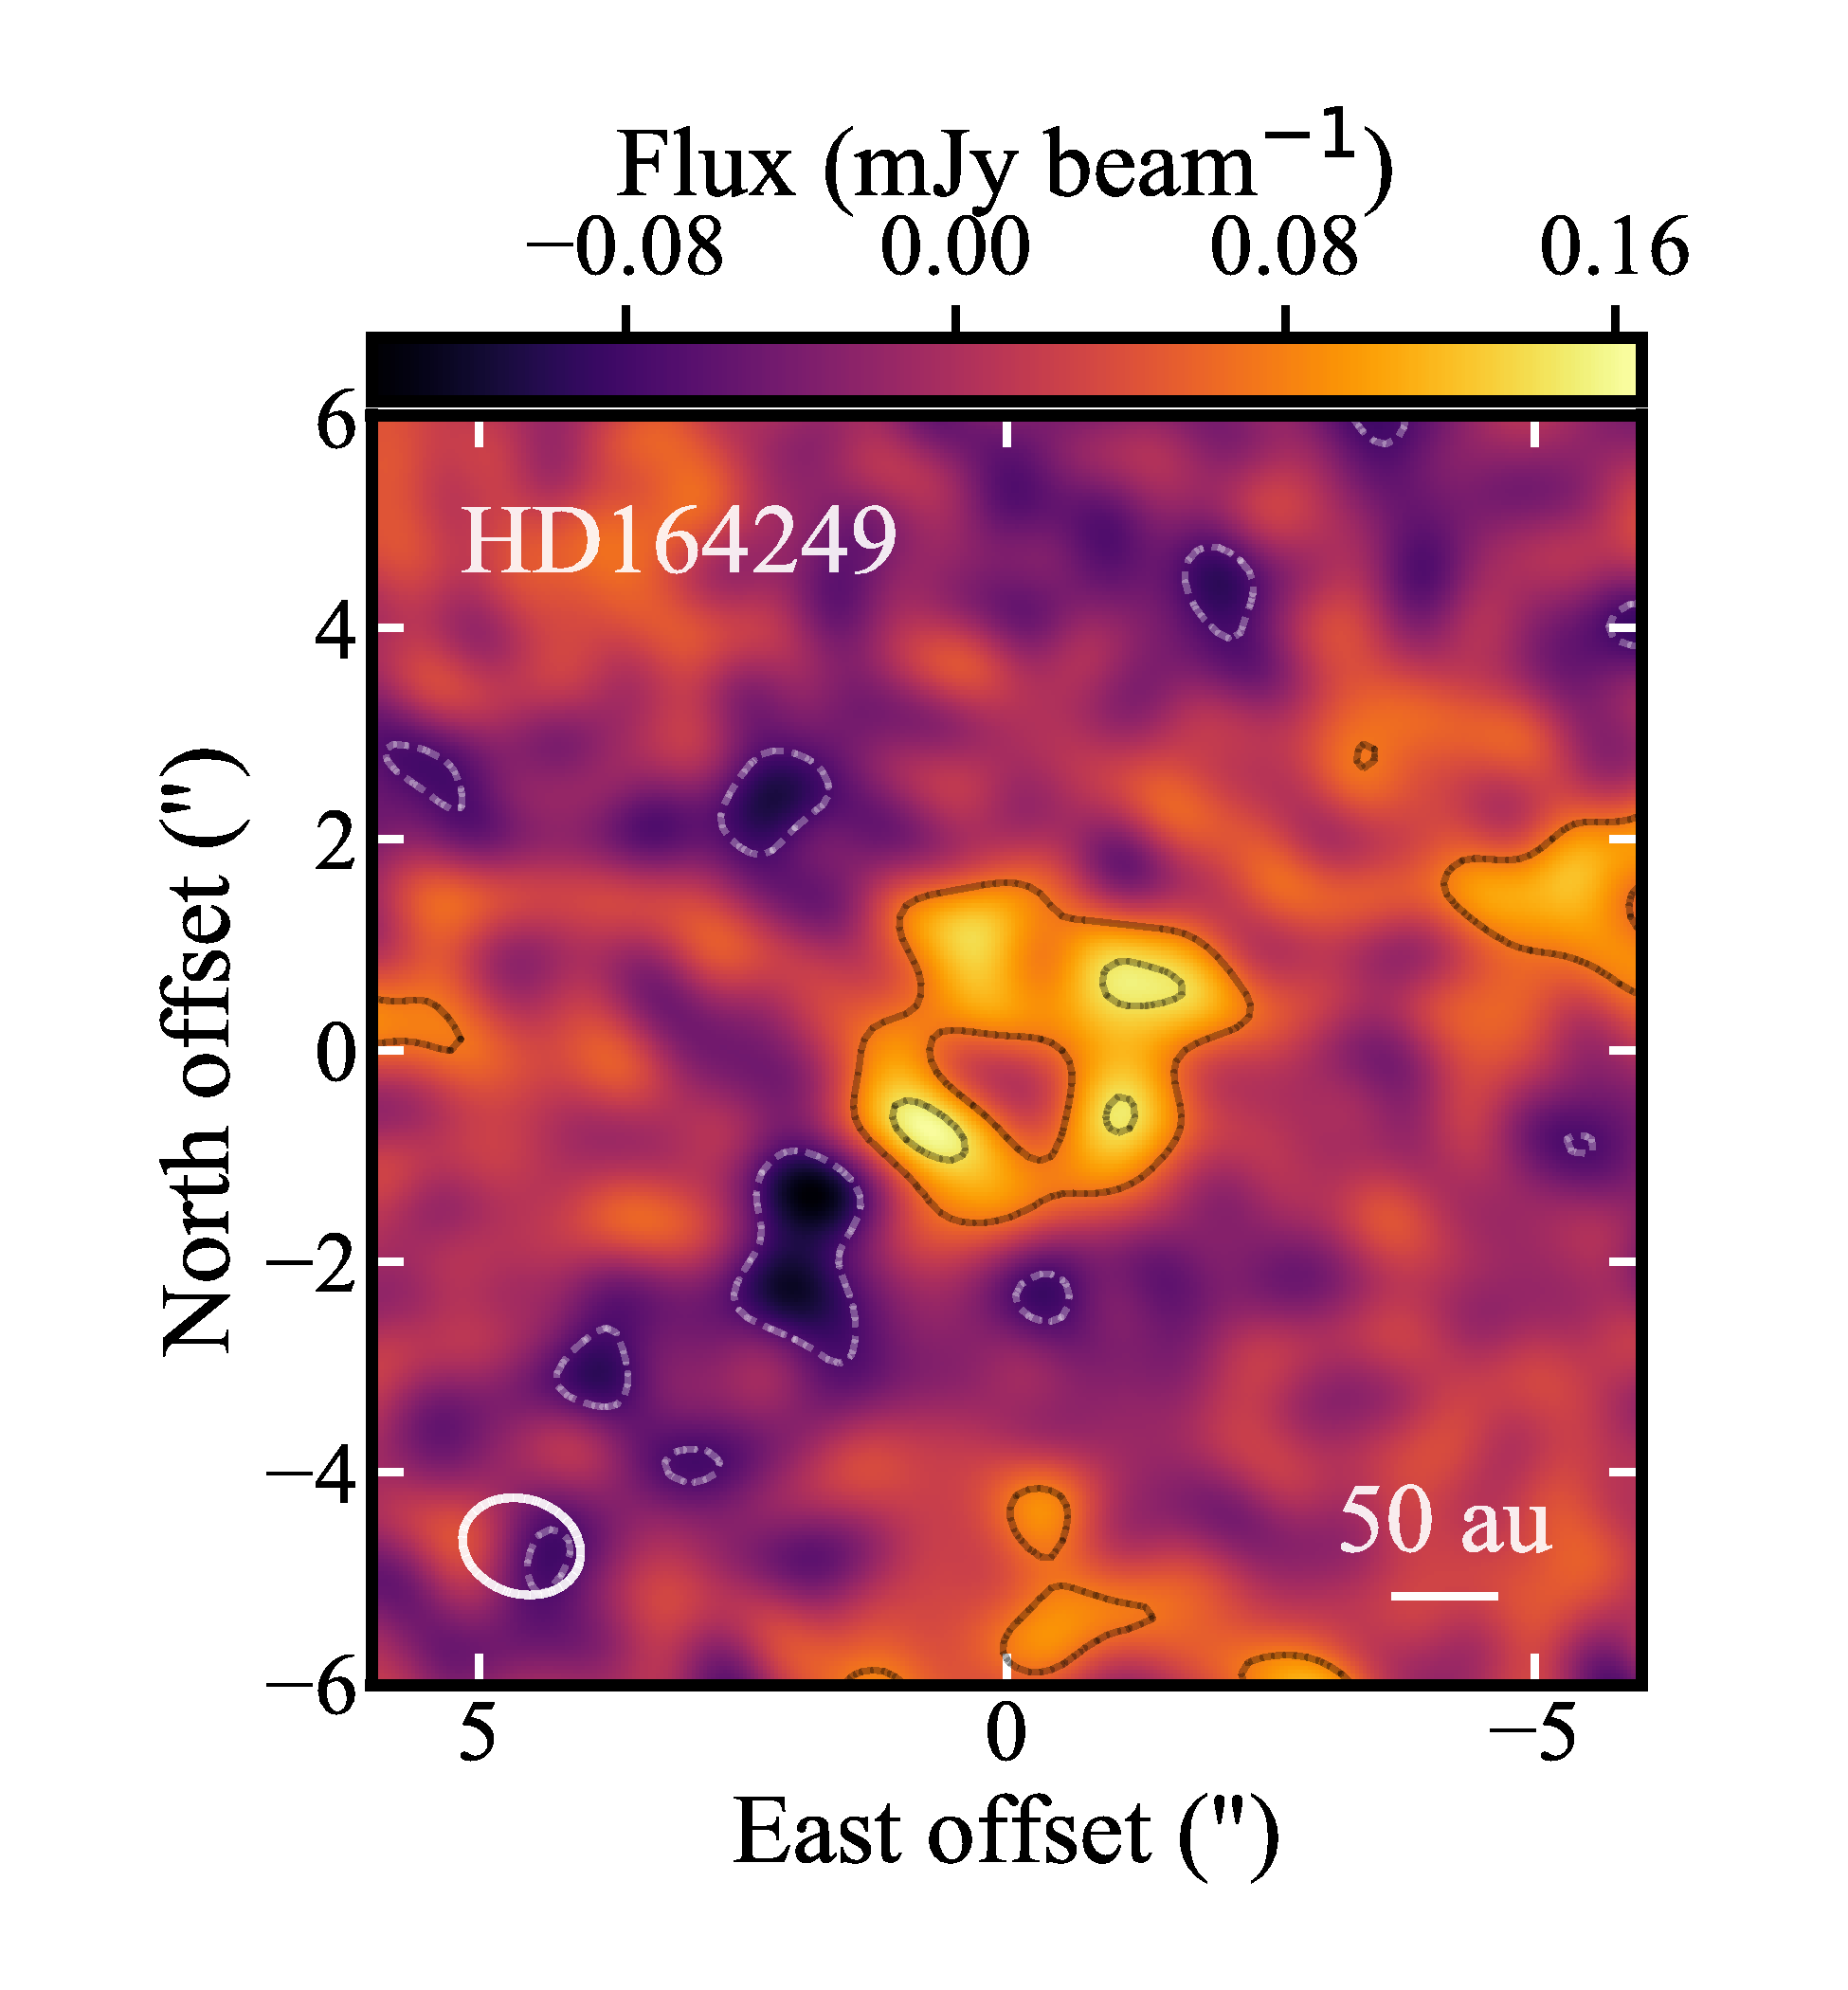 Flux (mJy beam⁻¹)
−0.08 0.00 0.08 0.16
HD164249
6
4
2
0
−2
−4
−6
North offset (")
50 au
5 0 −5
East offset (")